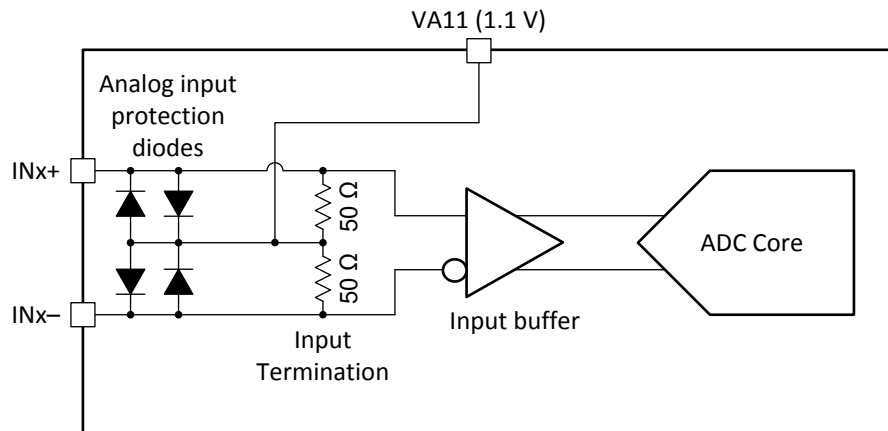 VA11 (1.1 V)
Analog input
protection
diodes
INx+
50 Ω
50 Ω
ADC Core
INx–
Input buffer
Input
Termination